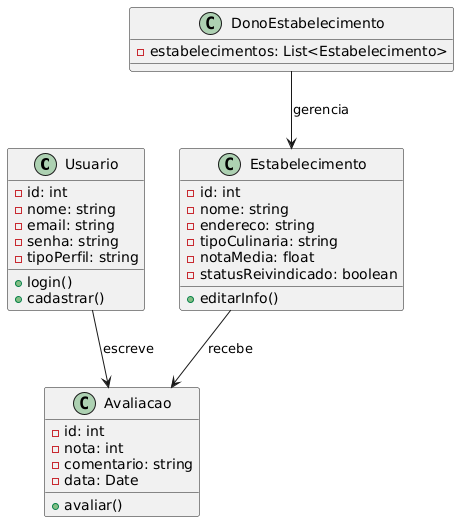 C DonoEstabelecimento
estabelecimentos: List<Estabelecimento>
gerencia
C Usuario
id: int
nome: string
email: string
senha: string
tipoPerfil: string
login()
cadastrar()
C Estabelecimento
id: int
nome: string
endereco: string
tipoCulinaria: string
notaMedia: float
statusReivindicado: boolean
editarInfo()
escreve
recebe
C Avaliacao
id: int
nota: int
comentario: string
data: Date
avaliar()